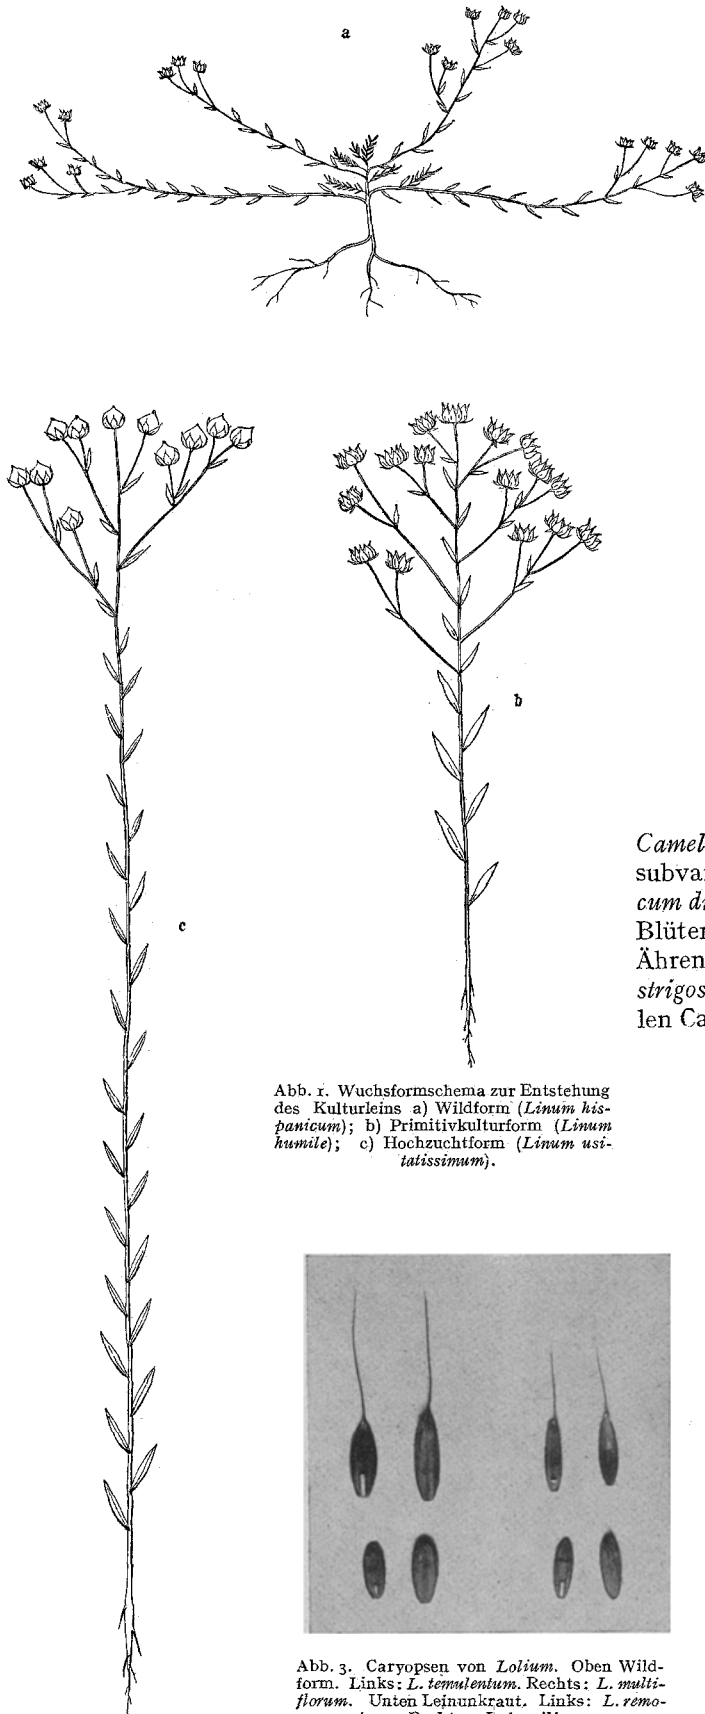 a
b
c
Camel
subva
cum d
Blüte
Ähren
strigos
len Ca
Abb. 1. Wuchsformschema zur Entstehung
des Kulturleins a) Wildform (Linum his-
panicum); b) Primitivkulturform (Linum
humile); c) Hochzuchtform (Linum usi-
tatissimum).
Abb. 3. Caryopsen von Lolium. Oben Wild-
form. Links: L. temulentum. Rechts: L. multi-
florum. Unten Leinunkraut. Links: L. remo-